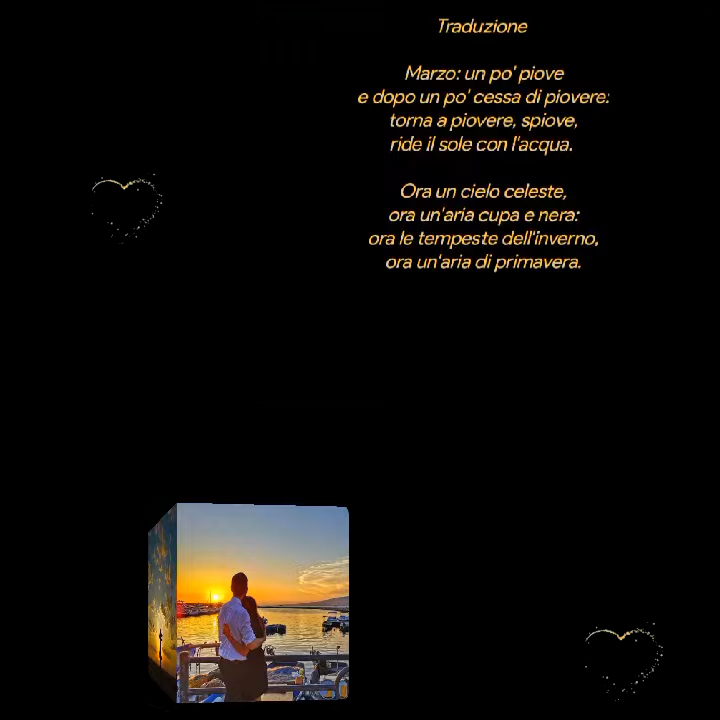 Traduzione
Marzo: un po' piove
e dopo un po' cessa di piovere:
torna a piovere, spiove,
ride il sole con l'acqua.
Ora un cielo celeste,
ora un'aria cupa e nera:
ora le tempeste dell'inverno,
ora un'aria di primavera.